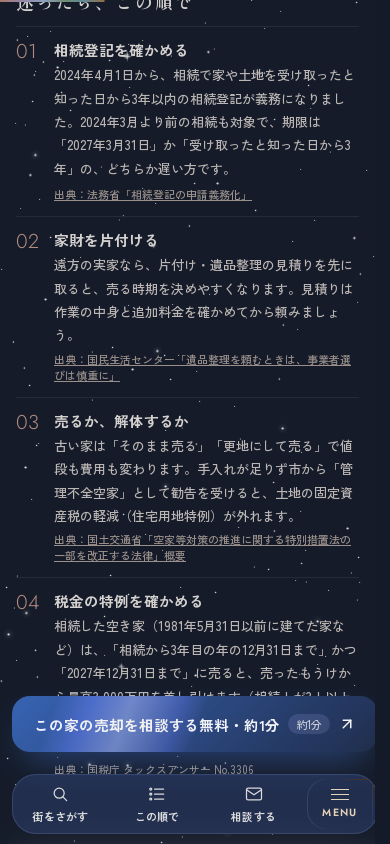 迷ったら、この順で
01 相続登記を確かめる
2024年4月1日から、相続で家や土地を受け取ったと
知った日から3年以内の相続登記が義務になりまし
た。2024年3月より前の相続も対象で、期限は
「2027年3月31日」か「受け取ったと知った日から3
年」の、どちらか遅い方です。
出典：法務省「相続登記の申請義務化」
02 家財を片付ける
遠方の実家なら、片付け・遺品整理の見積りを先に
取ると、売る時期を決めやすくなります。見積りは
作業の中身と追加料金を確かめてから頼みましょ
う。
出典：国民生活センター「遺品整理を頼むときは、事業者選
びは慎重に」
03 売るか、解体するか
古い家は「そのまま売る」「更地にして売る」で値
段も費用も変わります。手入れが足りず市から「管
理不全空家」として勧告を受けると、土地の固定資
産税の軽減（住宅用地特例）が外れます。
出典：国土交通省「空家等対策の推進に関する特別措置法の
一部を改正する法律」概要
04 税金の特例を確かめる
相続した空き家（1981年5月31日以前に建てた家な
ど）は、「相続から3年目の年の12月31日まで」かつ
「2027年12月31日まで」に売ると、売ったもうけか
ら最高3,000万円を差し引けます（相続人が3人以上
この家の売却を相談する無料・約1分 約1分
出典：国税庁 タックスアンサー No.3306
街をさがす この順で 相談する MENU